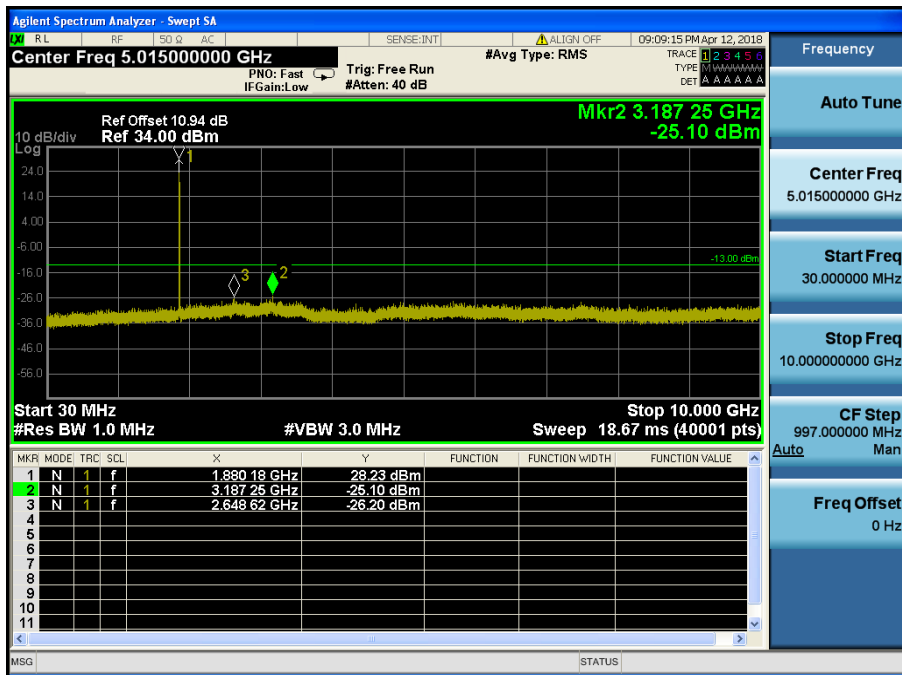 Agilent Spectrum Analyzer - Swept SA
LXI RL RF 50 Ω AC SENSE:INT ALIGN OFF 09:09:15 PM Apr 12, 2018
Center Freq 5.015000000 GHz
PNO: Fast
IFGain:Low
Trig: Free Run
#Atten: 40 dB
#Avg Type: RMS
TRACE 1 2 3 4 5 6
TYPE M WWWWW
DET A A A A A A
Mkr2 3.187 25 GHz
-25.10 dBm
Ref Offset 10.94 dB
10 dB/div Ref 34.00 dBm
Log
1
24.0
14.0
4.00
-6.00
-13.00 dBm
-16.0
3 2
-26.0
-36.0
-46.0
-56.0
Start 30 MHz Stop 10.000 GHz
#Res BW 1.0 MHz #VBW 3.0 MHz Sweep 18.67 ms (40001 pts)
MKR MODE TRC SCL X Y FUNCTION FUNCTION WIDTH FUNCTION VALUE
1 N 1 f 1.880 18 GHz 28.23 dBm
2 N 1 f 3.187 25 GHz -25.10 dBm
3 N 1 f 2.648 62 GHz -26.20 dBm
4
5
6
7
8
9
10
11
MSG STATUS
Frequency
Auto Tune
Center Freq
5.015000000 GHz
Start Freq
30.000000 MHz
Stop Freq
10.000000000 GHz
CF Step
997.000000 MHz
Auto Man
Freq Offset
0 Hz